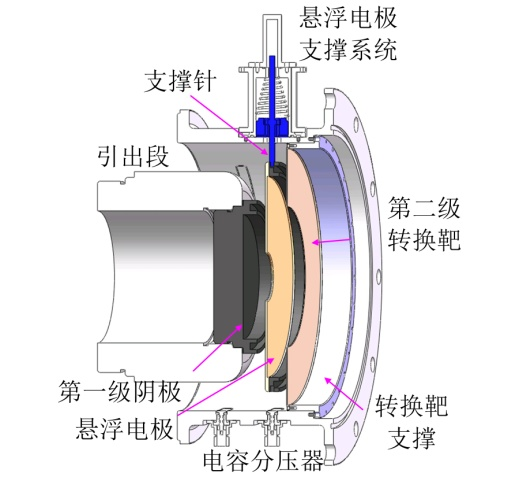 悬浮电极
支撑系统
支撑针
引出段
第二级
转换靶
第一级阴极
悬浮电极
转换靶
支撑
电容分压器